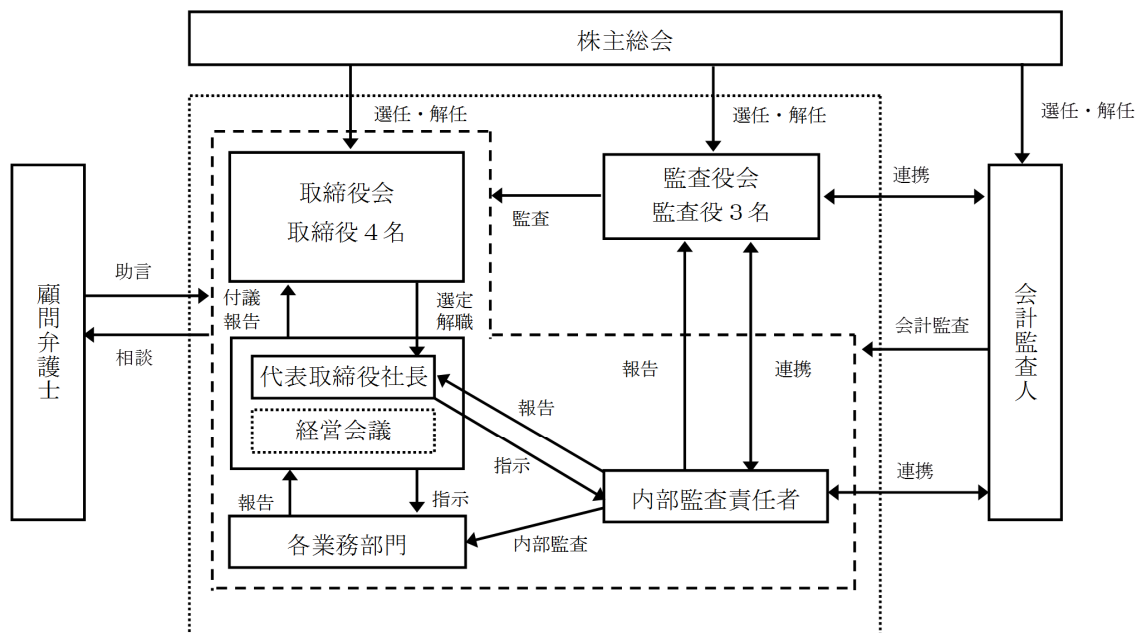 株主総会
選任・解任
選任・解任
選任・解任
取締役会
取締役４名
監査役会
監査役３名
連携
監査
顧問弁護士
助言
相談
付議
報告
選定
解職
会計監査人
会計監査
代表取締役社長
経営会議
報告
指示
報告
連携
報告
指示
内部監査責任者
連携
各業務部門
内部監査